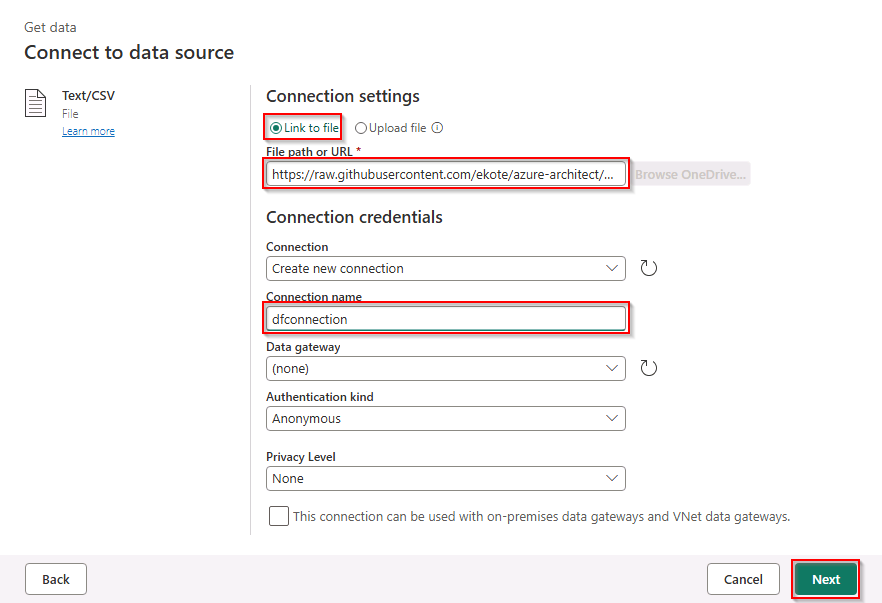 Get data
Connect to data source
Text/CSV
File
Learn more
Connection settings
Link to file Upload file
File path or URL *
https://raw.githubusercontent.com/ekote/azure-architect/... Browse OneDrive...
Connection credentials
Connection
Create new connection
Connection name
dfconnection
Data gateway
(none)
Authentication kind
Anonymous
Privacy Level
None
This connection can be used with on-premises data gateways and VNet data gateways.
Back Cancel Next